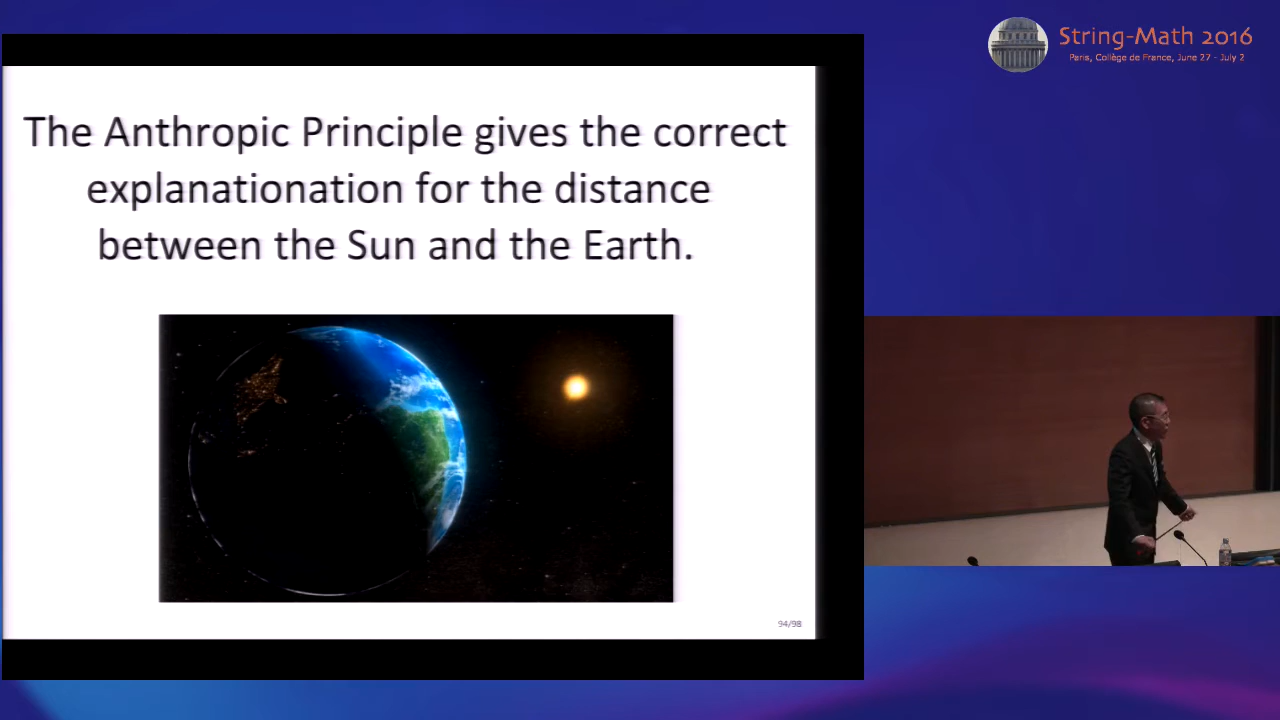 String-Math 2016
Paris, Collège de France, June 27 - July 2
The Anthropic Principle gives the correct
explanationation for the distance
between the Sun and the Earth.
94/98